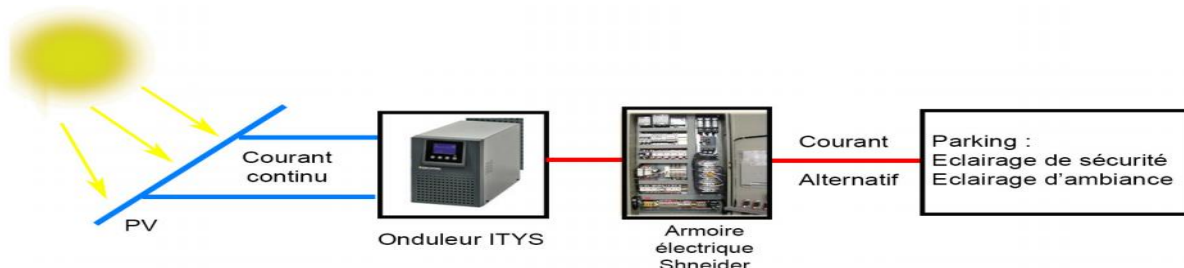 PV
Courant
continu
Onduleur ITYS
Armoire
électrique
Shneider
Courant
Alternatif
Parking :
Eclairage de sécurité
Eclairage d'ambiance